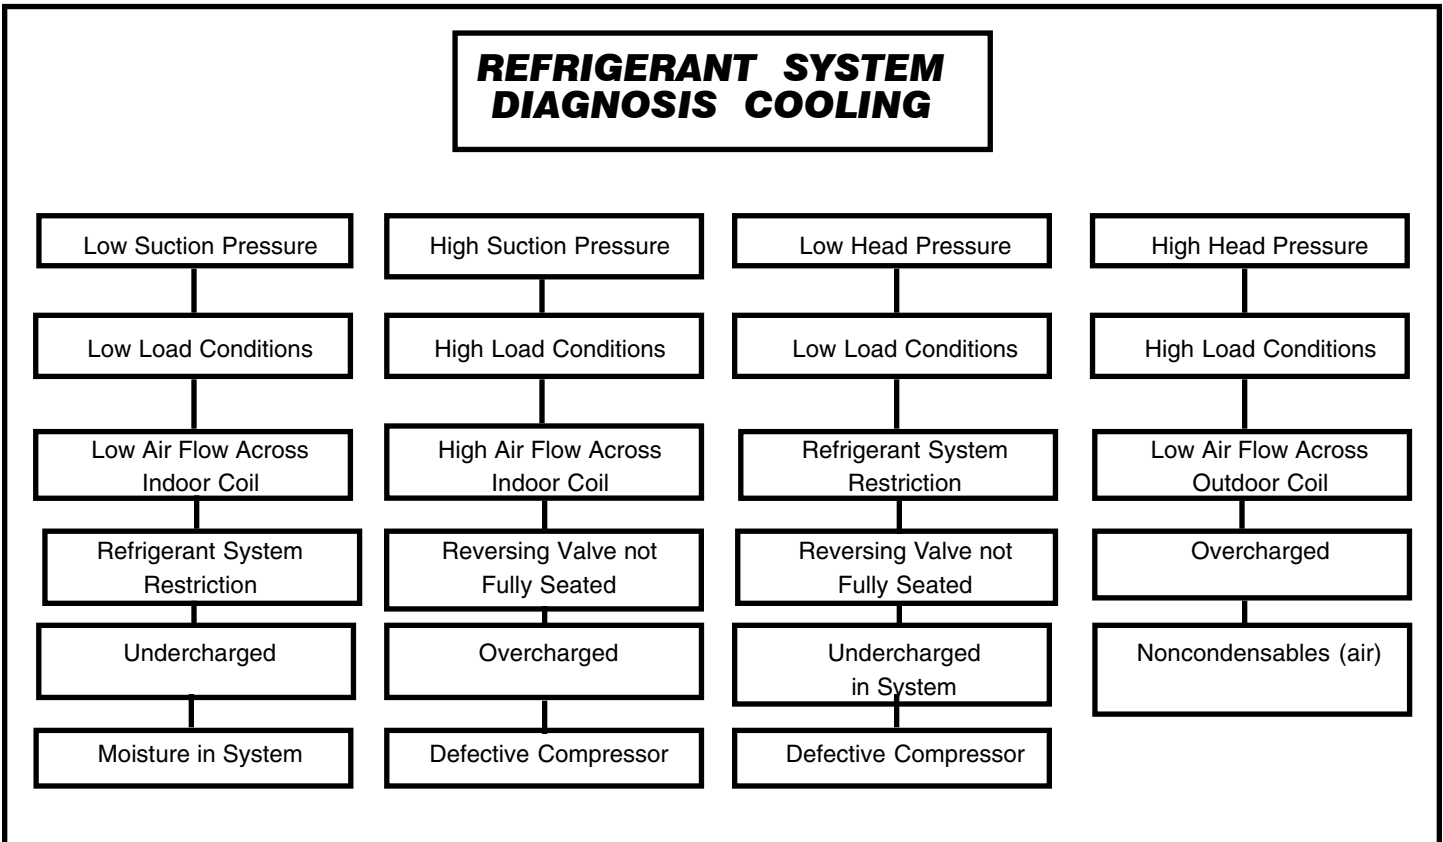 REFRIGERANT SYSTEM
DIAGNOSIS COOLING
Low Suction Pressure
High Suction Pressure
Low Head Pressure
High Head Pressure
Low Load Conditions
High Load Conditions
Low Load Conditions
High Load Conditions
Low Air Flow Across
Indoor Coil
High Air Flow Across
Indoor Coil
Refrigerant System
Restriction
Low Air Flow Across
Outdoor Coil
Refrigerant System
Restriction
Reversing Valve not
Fully Seated
Reversing Valve not
Fully Seated
Overcharged
Undercharged
Overcharged
Undercharged
in System
Noncondensables (air)
Moisture in System
Defective Compressor
Defective Compressor